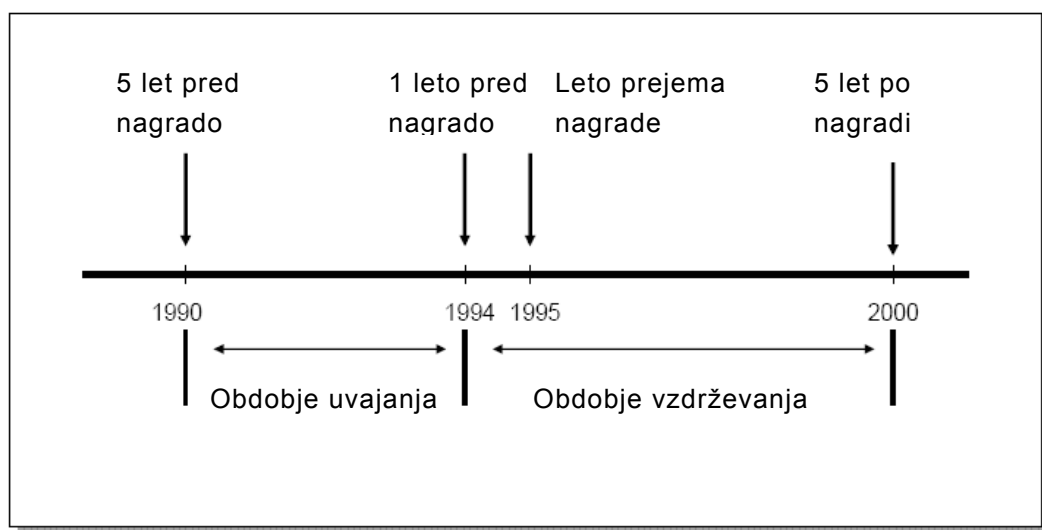 5 let pred
nagrado
1 leto pred
nagrado
Leto prejema
nagrade
5 let po
nagradi
1990
1994
1995
2000
Obdobje uvajanja
Obdobje vzdrževanja